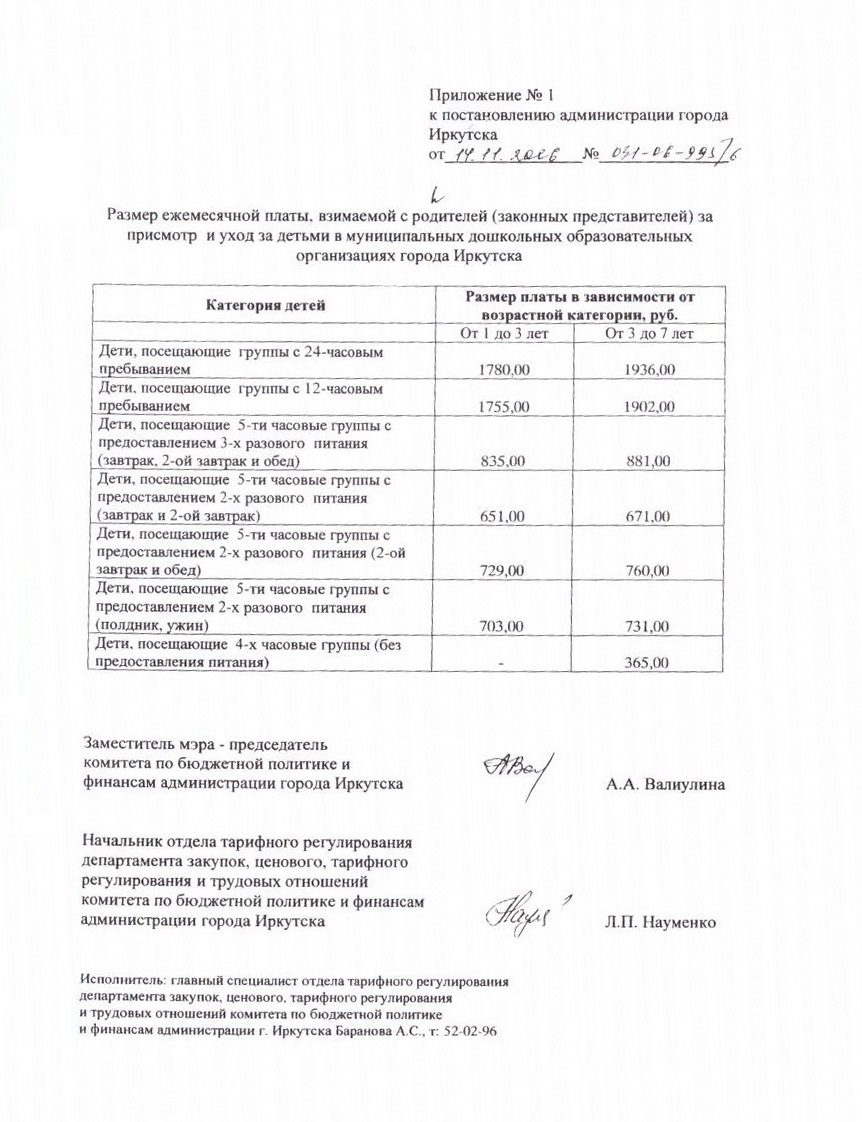 Приложение № 1
к постановлению администрации города
Иркутска
от 14.11.2016 № 031-06-995/6
Размер ежемесячной платы, взимаемой с родителей (законных представителей) за
присмотр и уход за детьми в муниципальных дошкольных образовательных
организациях города Иркутска
Категория детей
Размер платы в зависимости от
возрастной категории, руб.
От 1 до 3 лет От 3 до 7 лет
Дети, посещающие группы с 24-часовым
пребыванием 1780,00 1936,00
Дети, посещающие группы с 12-часовым
пребыванием 1755,00 1902,00
Дети, посещающие 5-ти часовые группы с
предоставлением 3-х разового питания
(завтрак, 2-ой завтрак и обед) 835,00 881,00
Дети, посещающие 5-ти часовые группы с
предоставлением 2-х разового питания
(завтрак и 2-ой завтрак) 651,00 671,00
Дети, посещающие 5-ти часовые группы с
предоставлением 2-х разового питания (2-ой
завтрак и обед) 729,00 760,00
Дети, посещающие 5-ти часовые группы с
предоставлением 2-х разового питания
(полдник, ужин) 703,00 731,00
Дети, посещающие 4-х часовые группы (без
предоставления питания) - 365,00
Заместитель мэра - председатель
комитета по бюджетной политике и
финансам администрации города Иркутска А.А. Валиулина
Начальник отдела тарифного регулирования
департамента закупок, ценового, тарифного
регулирования и трудовых отношений
комитета по бюджетной политике и финансам
администрации города Иркутска Л.П. Науменко
Исполнитель: главный специалист отдела тарифного регулирования
департамента закупок, ценового, тарифного регулирования
и трудовых отношений комитета по бюджетной политике
и финансам администрации г. Иркутска Баранова А.С., т: 52-02-96